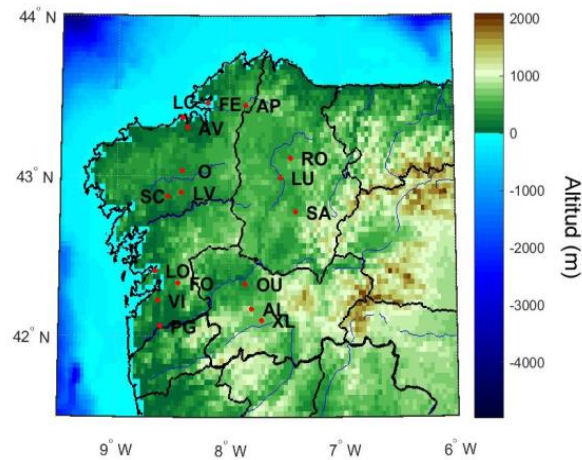 44° N
43° N
42° N
9° W
8° W
7° W
6° W
LC
FE
AP
AV
RO
O
LU
SC
LV
SA
LO
FO
OU
VI
AL
XL
PG
2000
1000
0
-1000
-2000
-3000
-4000
Altitud (m)